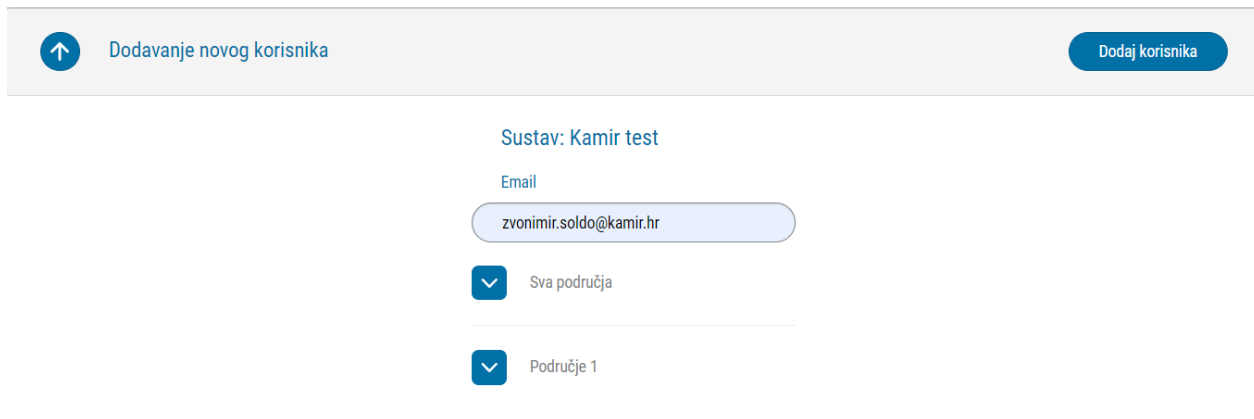 Dodavanje novog korisnika
Dodaj korisnika
Sustav: Kamir test
Email
zvonimir.soldo@kamir.hr
Sva područja
Područje 1